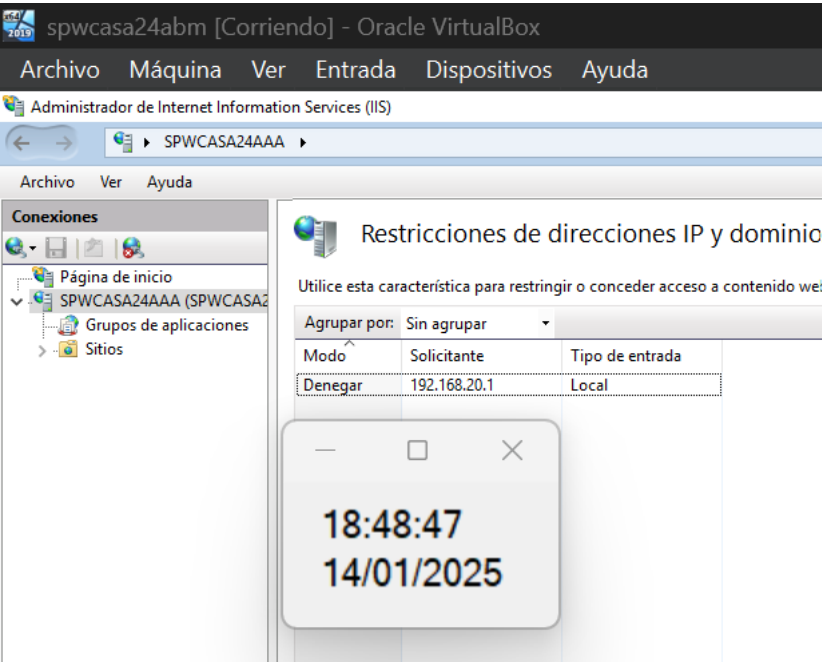 x64
2019
spwcasa24abm [Corriendo] - Oracle VirtualBox
Archivo Máquina Ver Entrada Dispositivos Ayuda
Administrador de Internet Information Services (IIS)
SPWCASA24AAA
Archivo Ver Ayuda
Conexiones
Página de inicio
SPWCASA24AAA (SPWCASA2
Grupos de aplicaciones
Sitios
Restricciones de direcciones IP y dominio
Utilice esta característica para restringir o conceder acceso a contenido we
Agrupar por: Sin agrupar
Modo Solicitante Tipo de entrada
Denegar 192.168.20.1 Local
18:48:47
14/01/2025